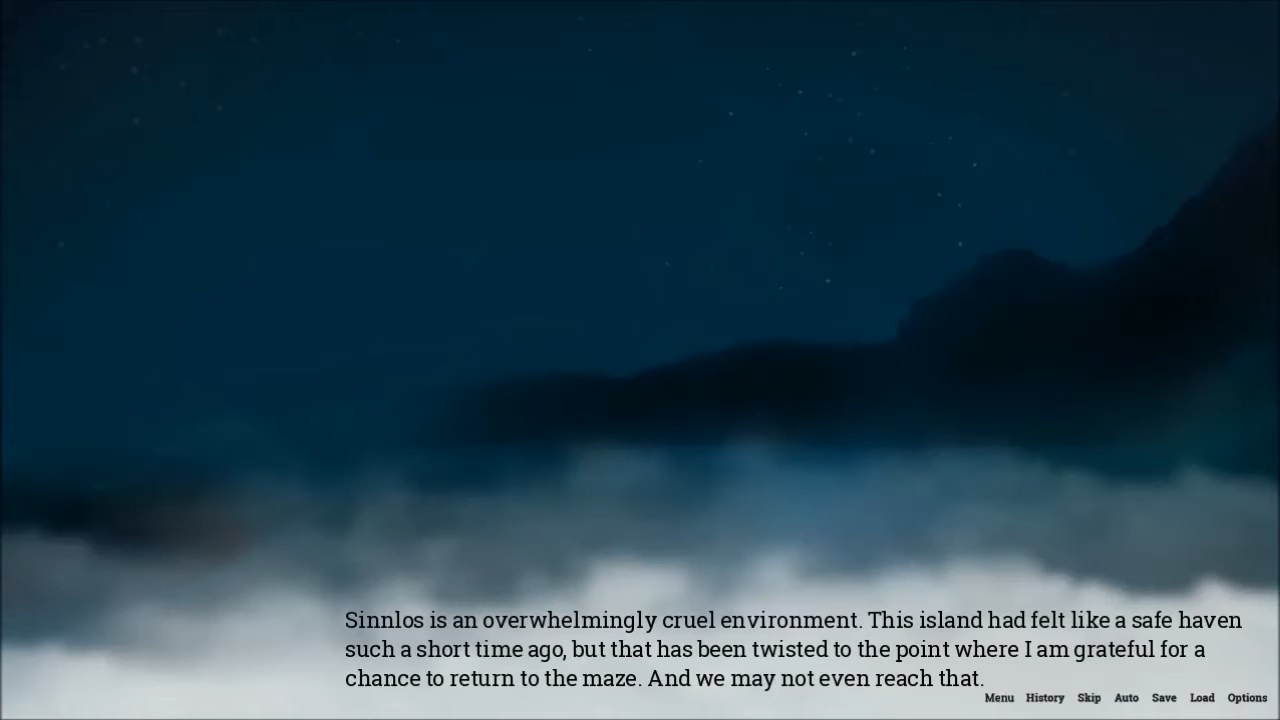 Sinnlos is an overwhelmingly cruel environment. This island had felt like a safe haven
such a short time ago, but that has been twisted to the point where I am grateful for a
chance to return to the maze. And we may not even reach that.
Menu History Skip Auto Save Load Options